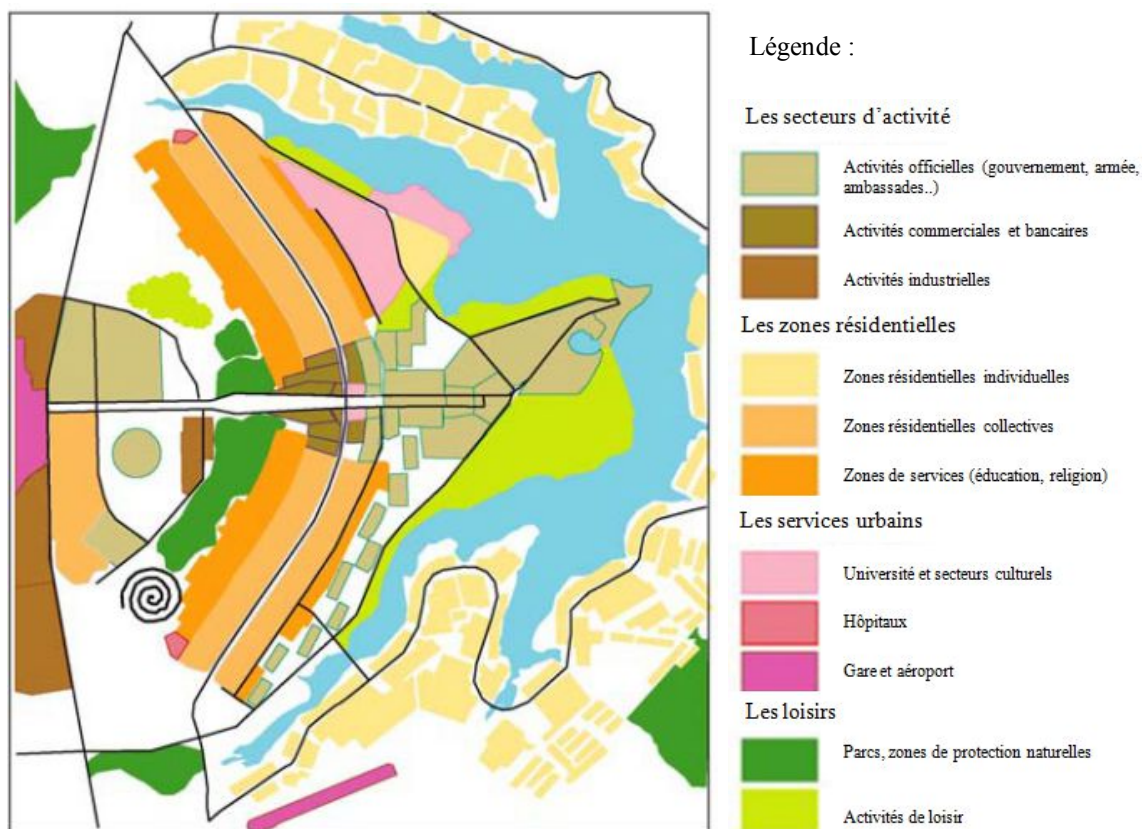 Légende :
Les secteurs d'activité
Activités officielles (gouvernement, armée,
ambassades..)
Activités commerciales et bancaires
Activités industrielles
Les zones résidentielles
Zones résidentielles individuelles
Zones résidentielles collectives
Zones de services (éducation, religion)
Les services urbains
Université et secteurs culturels
Hôpitaux
Gare et aéroport
Les loisirs
Parcs, zones de protection naturelles
Activités de loisir